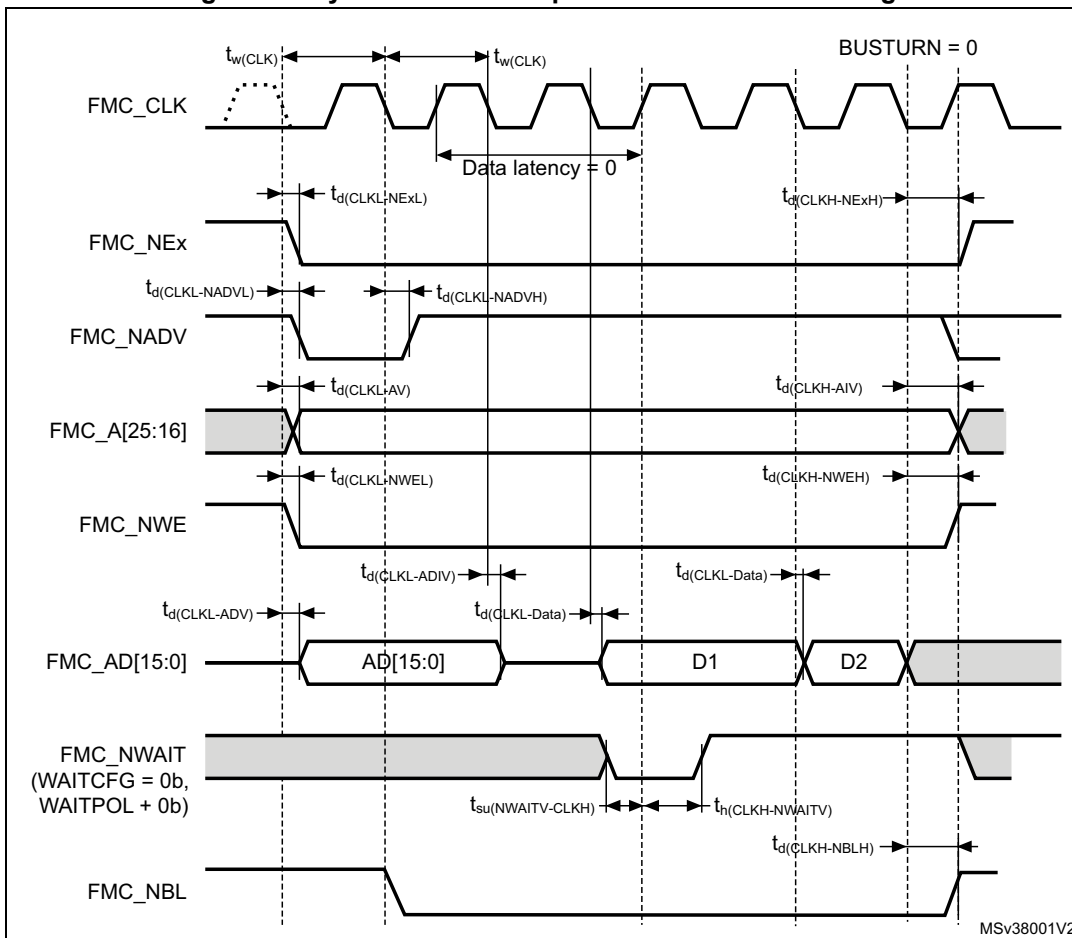 BUSTURN = 0
tw(CLK)
tw(CLK)
FMC_CLK
Data latency = 0
td(CLKL-NExL)
td(CLKH-NExH)
FMC_NEx
td(CLKL-NADVL)
td(CLKL-NADVH)
FMC_NADV
td(CLKL-AV)
td(CLKH-AIV)
FMC_A[25:16]
td(CLKL-NWEL)
td(CLKH-NWEH)
FMC_NWE
td(CLKL-ADIV)
td(CLKL-Data)
td(CLKL-ADV)
td(CLKL-Data)
FMC_AD[15:0]
AD[15:0]
D1
D2
FMC_NWAIT
(WAITCFG = 0b,
WAITPOL + 0b)
tsu(NWAITV-CLKH)
th(CLKH-NWAITV)
td(CLKH-NBLH)
FMC_NBL
MSv38001V2